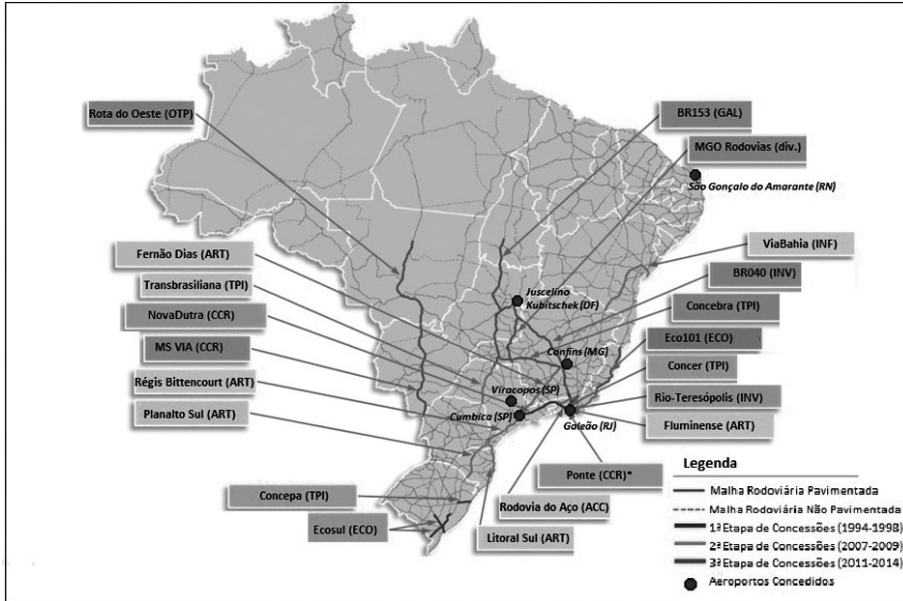 Rota do Oeste (OTP)
BR153 (GAL)
MGO Rodovias (div.)
São Gonçalo do Amarante (RN)
Fernão Dias (ART)
ViaBahia (INF)
Transbrasiliana (TPI)
BR040 (INV)
Juscelino
Kubitschek (DF)
NovaDutra (CCR)
Concebra (TPI)
MS VIA (CCR)
Eco101 (ECO)
Confins (MG)
Régis Bittencourt (ART)
Concer (TPI)
Viracopos (SP)
Rio-Teresópolis (INV)
Planalto Sul (ART)
Cumbica (SP)
Galeão (RJ)
Fluminense (ART)
Ponte (CCR)*
Concepa (TPI)
Rodovia do Aço (ACC)
Ecosul (ECO)
Litoral Sul (ART)
Legenda
Malha Rodoviária Pavimentada
Malha Rodoviária Não Pavimentada
1ª Etapa de Concessões (1994-1998)
2ª Etapa de Concessões (2007-2009)
3ª Etapa de Concessões (2011-2014)
Aeroportos Concedidos